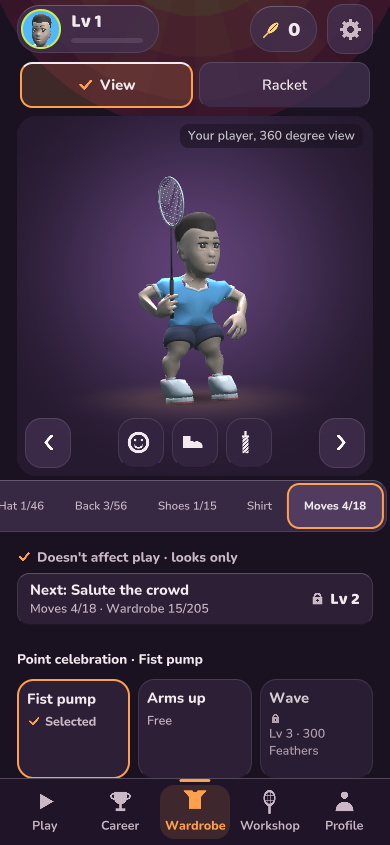 Lv 1
0
View
Racket
Your player, 360 degree view
Hat 1/46
Back 3/56
Shoes 1/15
Shirt
Moves 4/18
Doesn't affect play · looks only
Next: Salute the crowd
Moves 4/18 · Wardrobe 15/205
Lv 2
Point celebration · Fist pump
Fist pump
Selected
Arms up
Free
Wave
Lv 3 · 300
Feathers
Play
Career
Wardrobe
Workshop
Profile